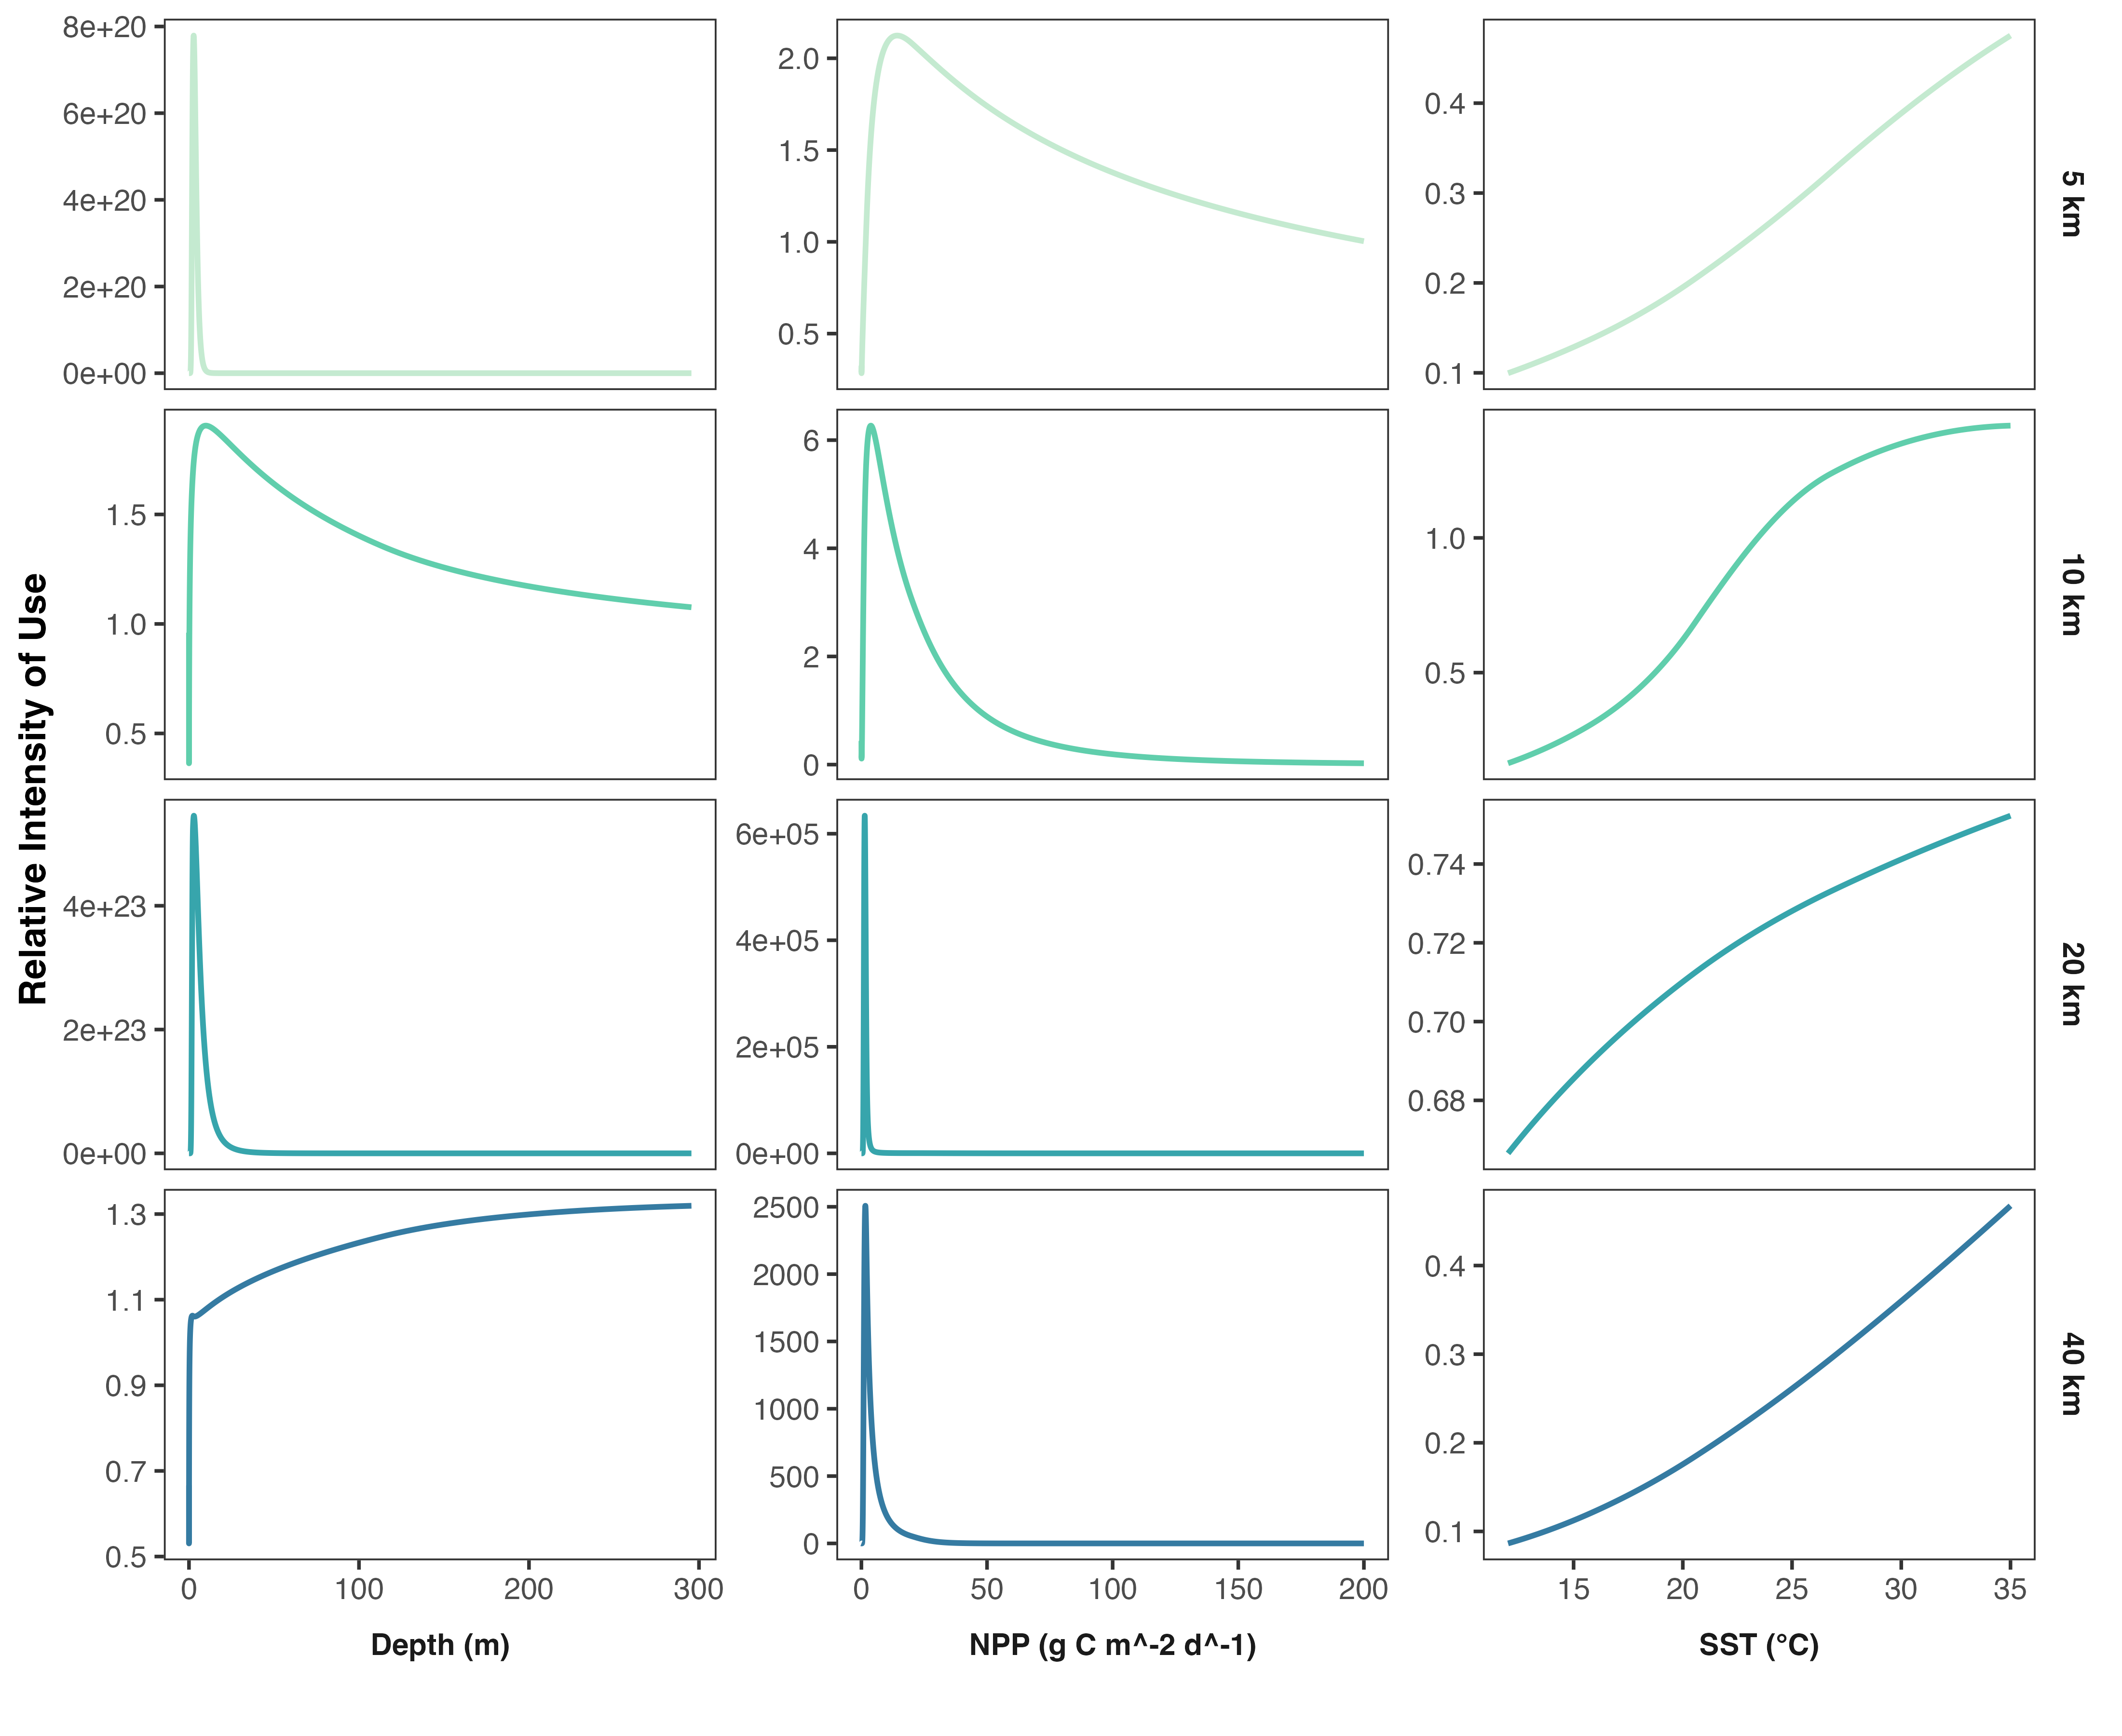 Relative Intensity of Use
8e+20
6e+20
4e+20
2e+20
0e+00
2.0
1.5
1.0
0.5
0.4
0.3
0.2
0.1
5 km
1.5
1.0
0.5
6
4
2
0
1.0
0.5
10 km
4e+23
2e+23
0e+00
6e+05
4e+05
2e+05
0e+00
0.74
0.72
0.70
0.68
20 km
1.3
1.1
0.9
0.7
0.5
2500
2000
1500
1000
500
0
0.4
0.3
0.2
0.1
40 km
0 100 200 300
0 50 100 150 200
15 20 25 30 35
Depth (m)
NPP (g C m^-2 d^-1)
SST (°C)